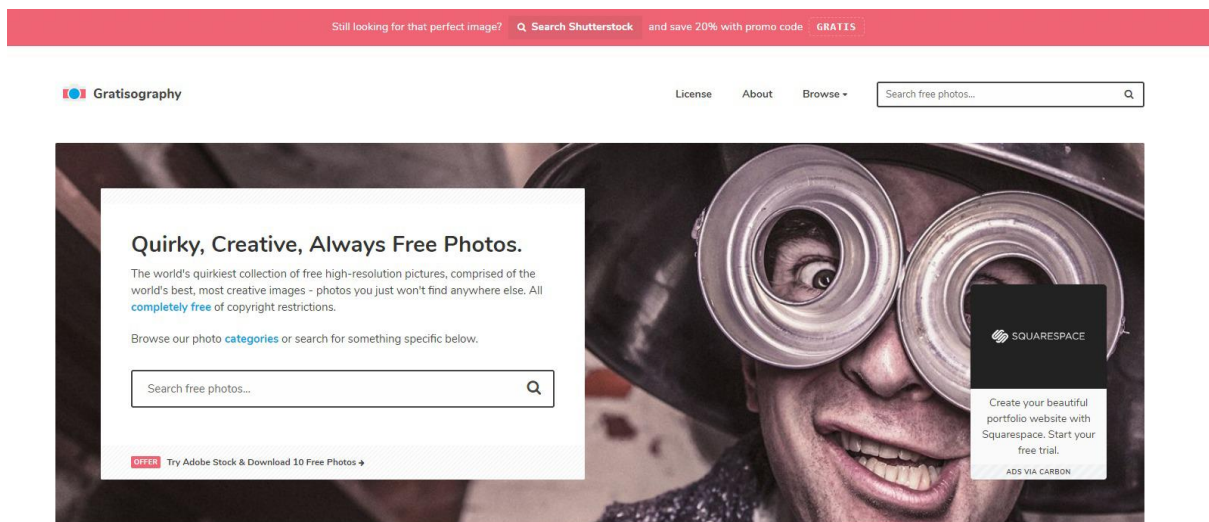 Still looking for that perfect image? Search Shutterstock and save 20% with promo code GRATIS
Gratisography
License About Browse Search free photos...
Quirky, Creative, Always Free Photos.
The world's quirkiest collection of free high-resolution pictures, comprised of the
world's best, most creative images - photos you just won't find anywhere else. All
completely free of copyright restrictions.
Browse our photo categories or search for something specific below.
Search free photos...
OFFER Try Adobe Stock & Download 10 Free Photos →
SQUARESPACE
Create your beautiful
portfolio website with
Squarespace. Start your
free trial.
ADS VIA CARBON